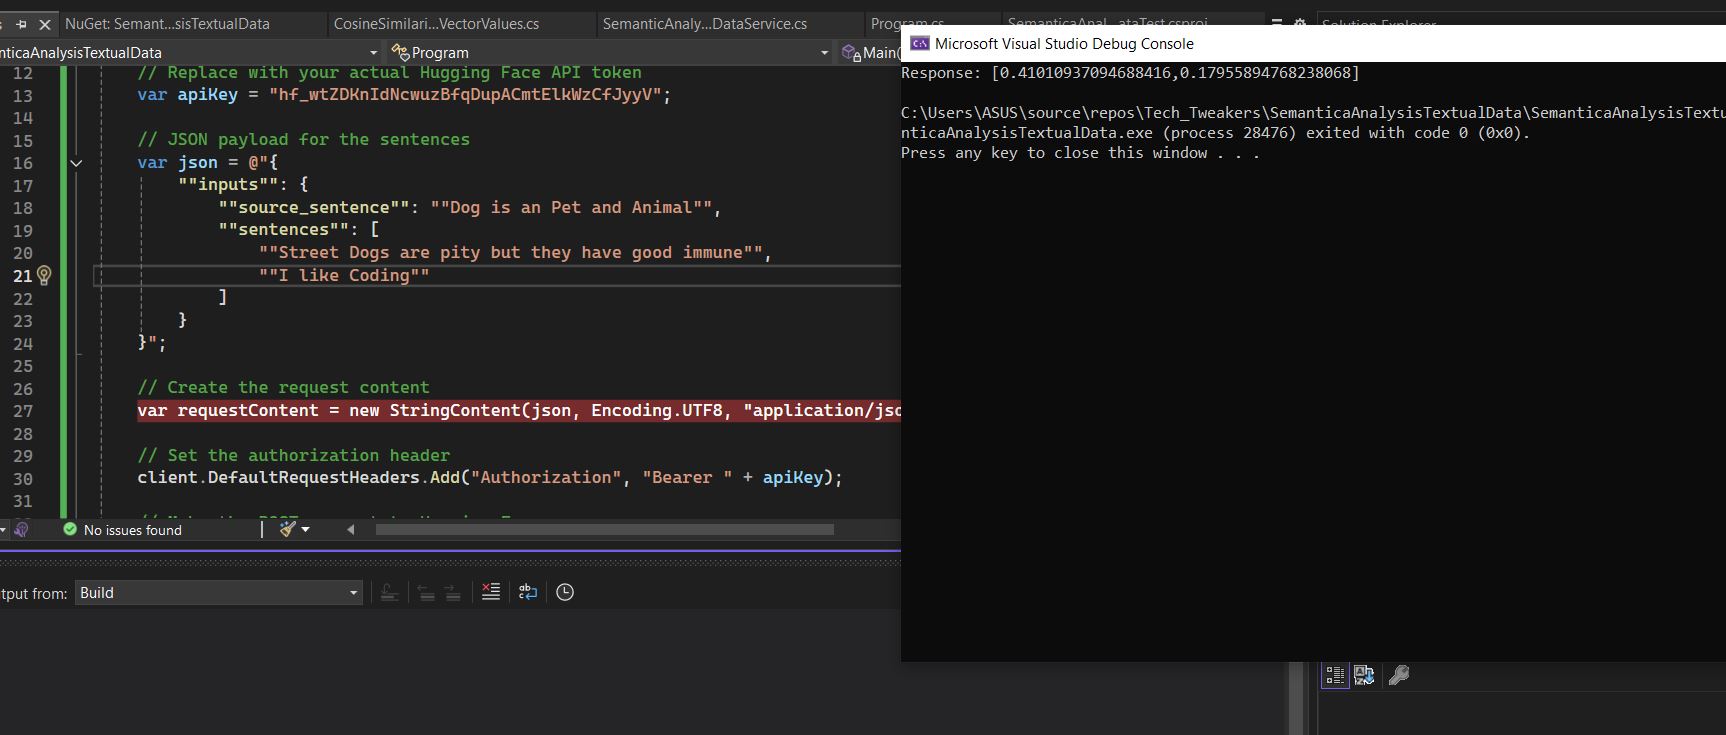 NuGet: Semant...sisTextualData
CosineSimilari...VectorValues.cs
SemanticAnaly...DataService.cs
Program.cs
SemanticaAnal...ataTest.csproj
Solution Explorer
nticaAnalysisTextualData
Program
Main(
12 // Replace with your actual Hugging Face API token
13 var apiKey = "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";
14
15 // JSON payload for the sentences
16 var json = @"{
17 ""inputs"": {
18 ""source_sentence"": ""Dog is an Pet and Animal"",
19 ""sentences"": [
20 ""Street Dogs are pity but they have good immune"",
21 ""I like Coding""
22 ]
23 }
24 }";
25
26 // Create the request content
27 var requestContent = new StringContent(json, Encoding.UTF8, "application/jso
28
29 // Set the authorization header
30 client.DefaultRequestHeaders.Add("Authorization", "Bearer " + apiKey);
31
No issues found
tput from: Build
Microsoft Visual Studio Debug Console
Response: [0.41010937094688416,0.17955894768238068]
C:\Users\ASUS\source\repos\Tech_Tweakers\SemanticaAnalysisTextualData\SemanticaAnalysisTextu
nticaAnalysisTextualData.exe (process 28476) exited with code 0 (0x0).
Press any key to close this window . . .